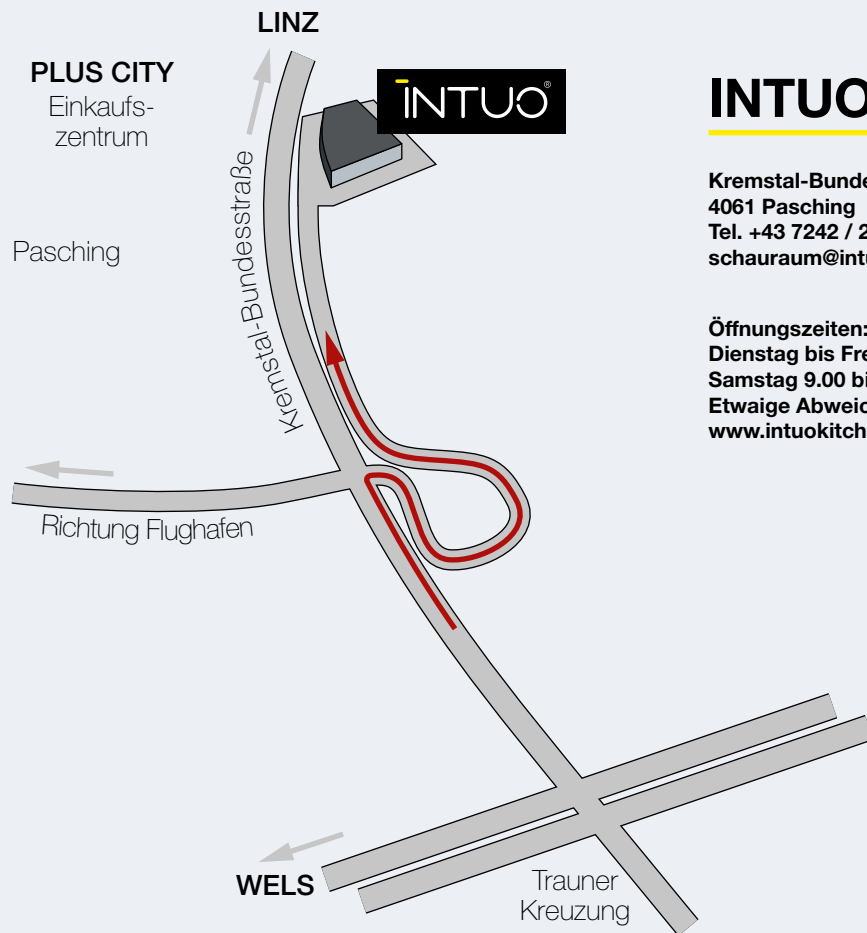 LINZ
PLUS CITY
Einkaufs-
zentrum
Pasching
Kremstal-Bundesstraße
Richtung Flughafen
WELS
Trauner
Kreuzung
INTUO®
INTUO
Kremstal-Bunde
4061 Pasching
Tel. +43 7242 / 2
schauraum@intu
Öffnungszeiten:
Dienstag bis Fre
Samstag 9.00 bi
Etwaige Abweic
www.intuokitch